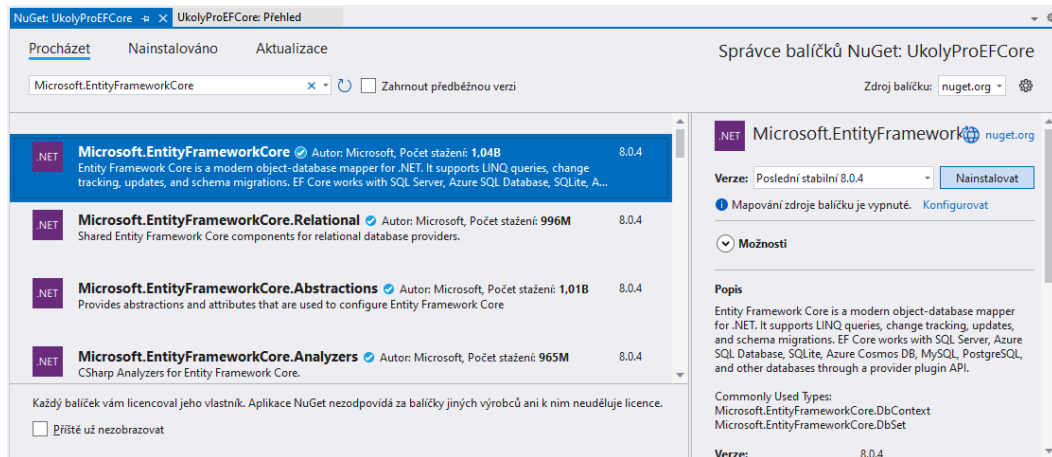 NuGet: UkolyProEFCore
UkolyProEFCore: Přehled
Procházet
Nainstalováno
Aktualizace
Správce balíčků NuGet: UkolyProEFCore
Microsoft.EntityFrameworkCore
Zahrnout předběžnou verzi
Zdroj balíčku: nuget.org
.NET
Microsoft.EntityFrameworkCore Autor: Microsoft, Počet stažení: 1,04B
8.0.4
Entity Framework Core is a modern object-database mapper for .NET. It supports LINQ queries, change
tracking, updates, and schema migrations. EF Core works with SQL Server, Azure SQL Database, SQLite, A...
.NET
Microsoft.EntityFrameworkCore.Relational Autor: Microsoft, Počet stažení: 996M
8.0.4
Shared Entity Framework Core components for relational database providers.
.NET
Microsoft.EntityFrameworkCore.Abstractions Autor: Microsoft, Počet stažení: 1,01B
8.0.4
Provides abstractions and attributes that are used to configure Entity Framework Core
.NET
Microsoft.EntityFrameworkCore.Analyzers Autor: Microsoft, Počet stažení: 965M
8.0.4
CSharp Analyzers for Entity Framework Core.
Každý balíček vám licencoval jeho vlastník. Aplikace NuGet nezodpovídá za balíčky jiných výrobců ani k nim neuděluje licence.
Příště už nezobrazovat
.NET
Microsoft.EntityFramework
nuget.org
Verze: Poslední stabilní 8.0.4
Nainstalovat
Mapování zdroje balíčku je vypnuté. Konfigurovat
Možnosti
Popis
Entity Framework Core is a modern object-database mapper
for .NET. It supports LINQ queries, change tracking, updates,
and schema migrations. EF Core works with SQL Server, Azure
SQL Database, SQLite, Azure Cosmos DB, MySQL, PostgreSQL,
and other databases through a provider plugin API.
Commonly Used Types:
Microsoft.EntityFrameworkCore.DbContext
Microsoft.EntityFrameworkCore.DbSet
Verze: 8.0.4